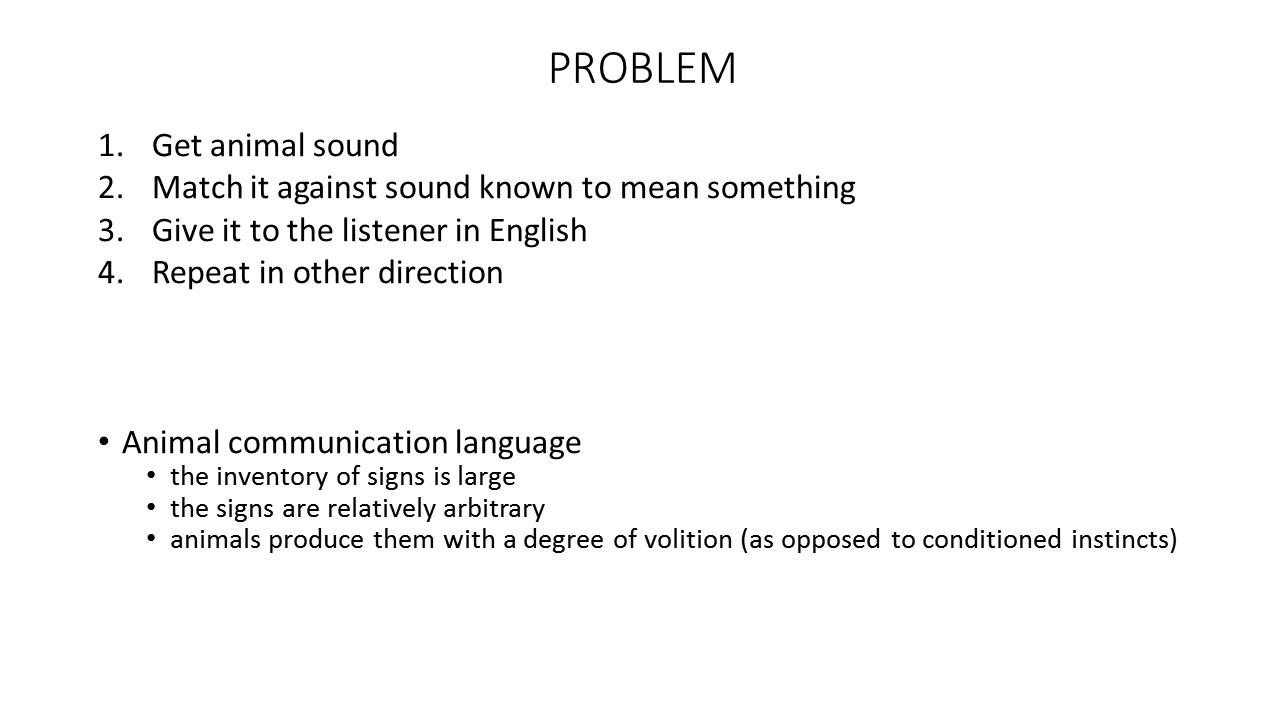 PROBLEM
1. Get animal sound
2. Match it against sound known to mean something
3. Give it to the listener in English
4. Repeat in other direction
• Animal communication language
• the inventory of signs is large
• the signs are relatively arbitrary
• animals produce them with a degree of volition (as opposed to conditioned instincts)